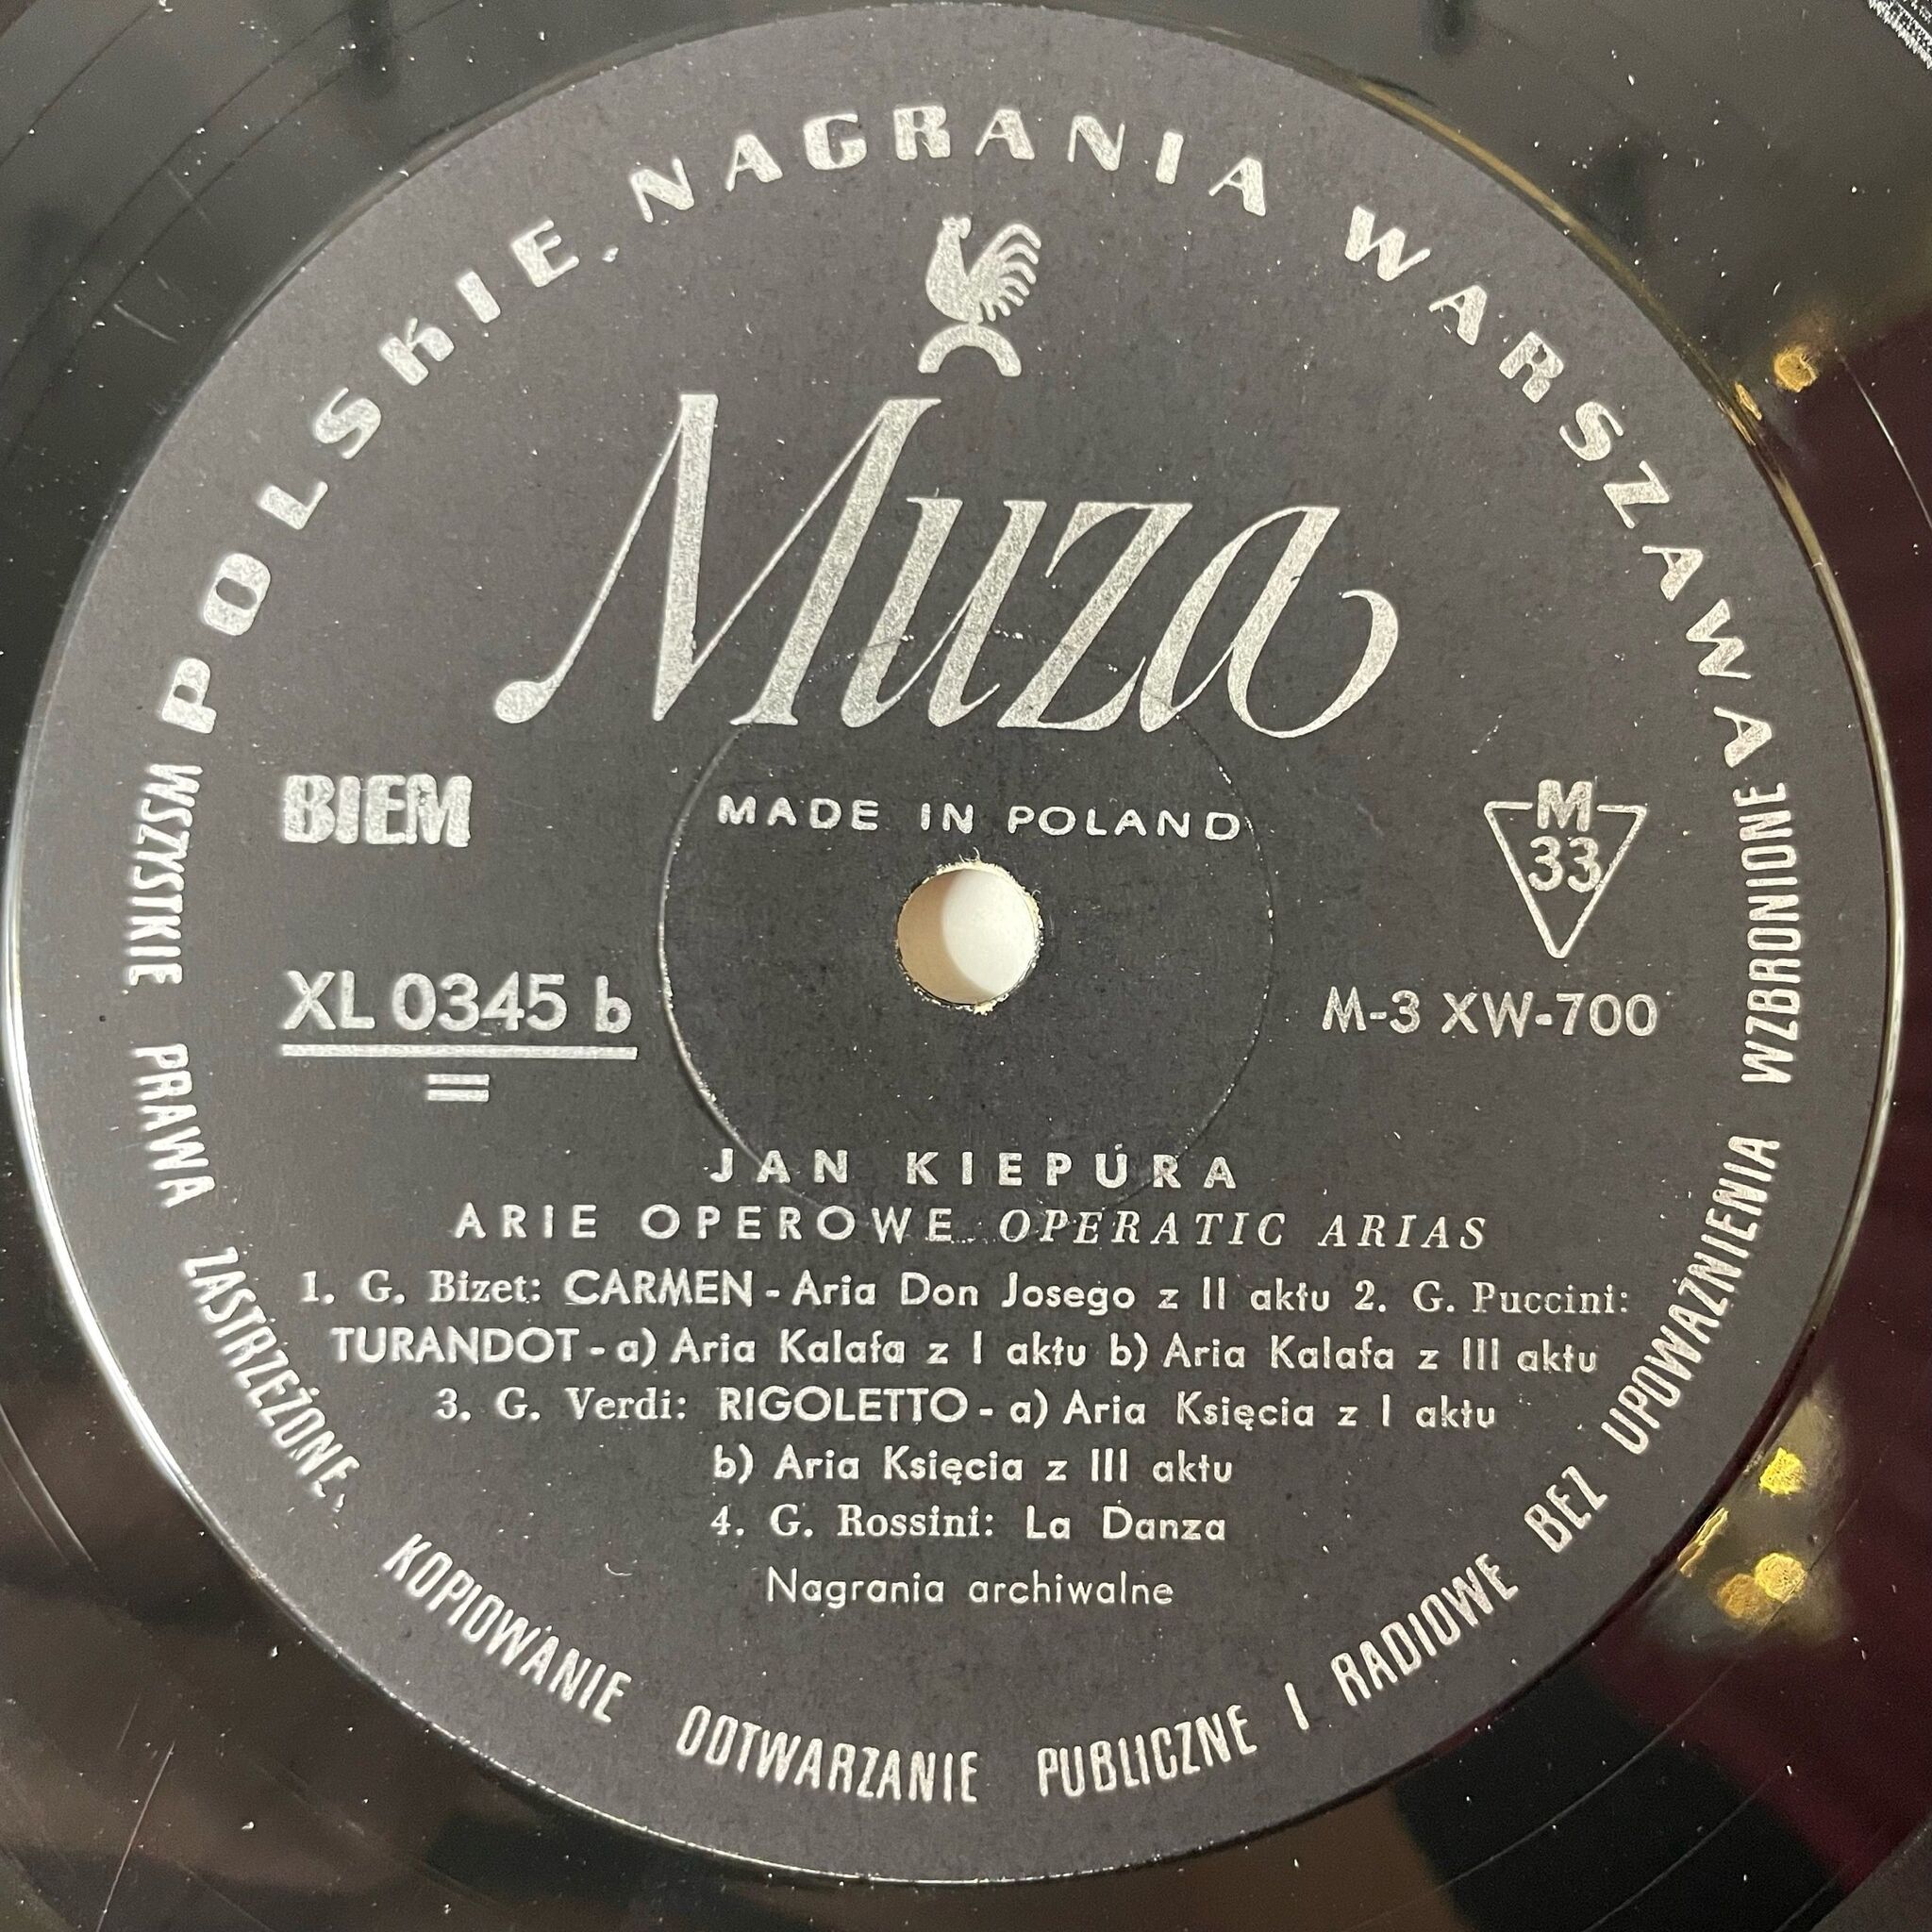 POLSKIE NAGRANIA WARSZAWA
Muza
MADE IN POLAND
BIEM
M
33
XL 0345 b
=
M-3 XW-700
JAN KIEPURA
ARIE OPEROWE OPERATIC ARIAS
1. G. Bizet: CARMEN - Aria Don Josego z II aktu 2. G. Puccini:
TURANDOT - a) Aria Kalafa z I aktu b) Aria Kalafa z III aktu
3. G. Verdi: RIGOLETTO - a) Aria Księcia z I aktu
b) Aria Księcia z III aktu
4. G. Rossini: La Danza
Nagrania archiwalne
WSZYSTKIE PRAWA ZASTRZEŻONE, KOPIOWANIE ODTWARZANIE PUBLICZNE I RADIOWE BEZ UPOWAŻNIENIA WZBRONIONE